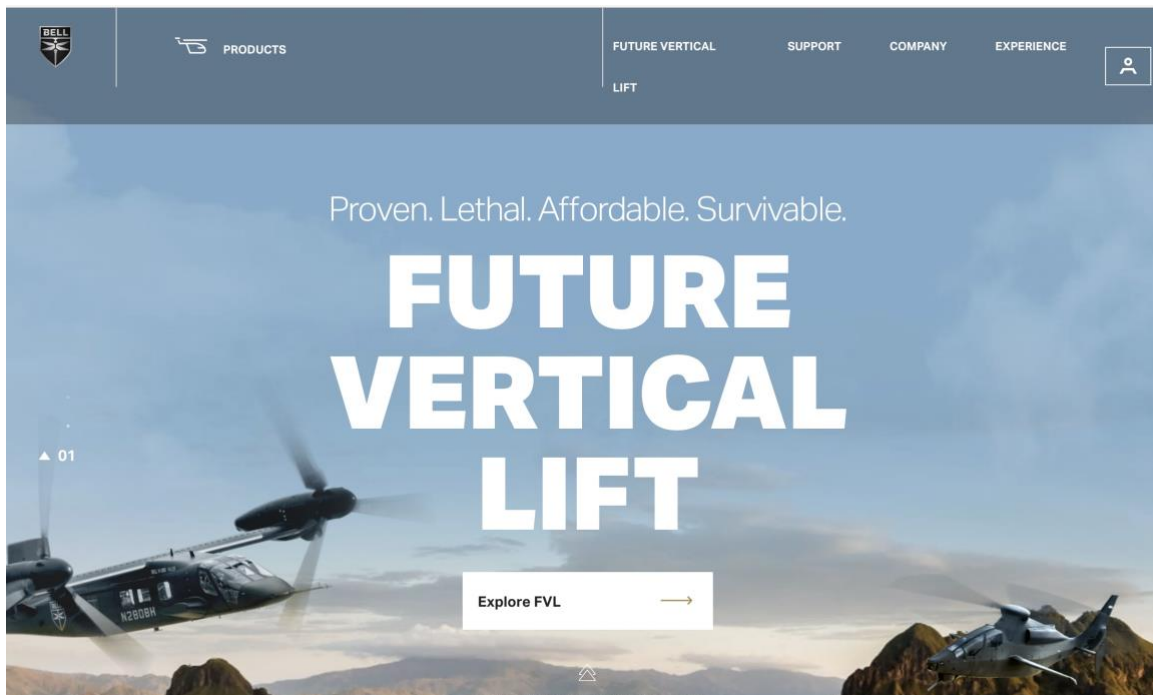 BELL
PRODUCTS
FUTURE VERTICAL
LIFT
SUPPORT
COMPANY
EXPERIENCE
Proven. Lethal. Affordable. Survivable.
FUTURE
VERTICAL
LIFT
01
N280BH
Explore FVL